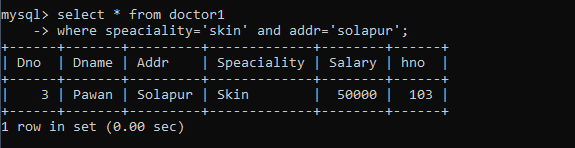 mysql> select * from doctor1
    -> where speaciality='skin' and addr='solapur';
+------+-------+---------+-------------+--------+------+
| Dno  | Dname | Addr    | Speaciality | Salary | hno  |
+------+-------+---------+-------------+--------+------+
|    3 | Pawan | Solapur | Skin        |  50000 |  103 |
+------+-------+---------+-------------+--------+------+
1 row in set (0.00 sec)